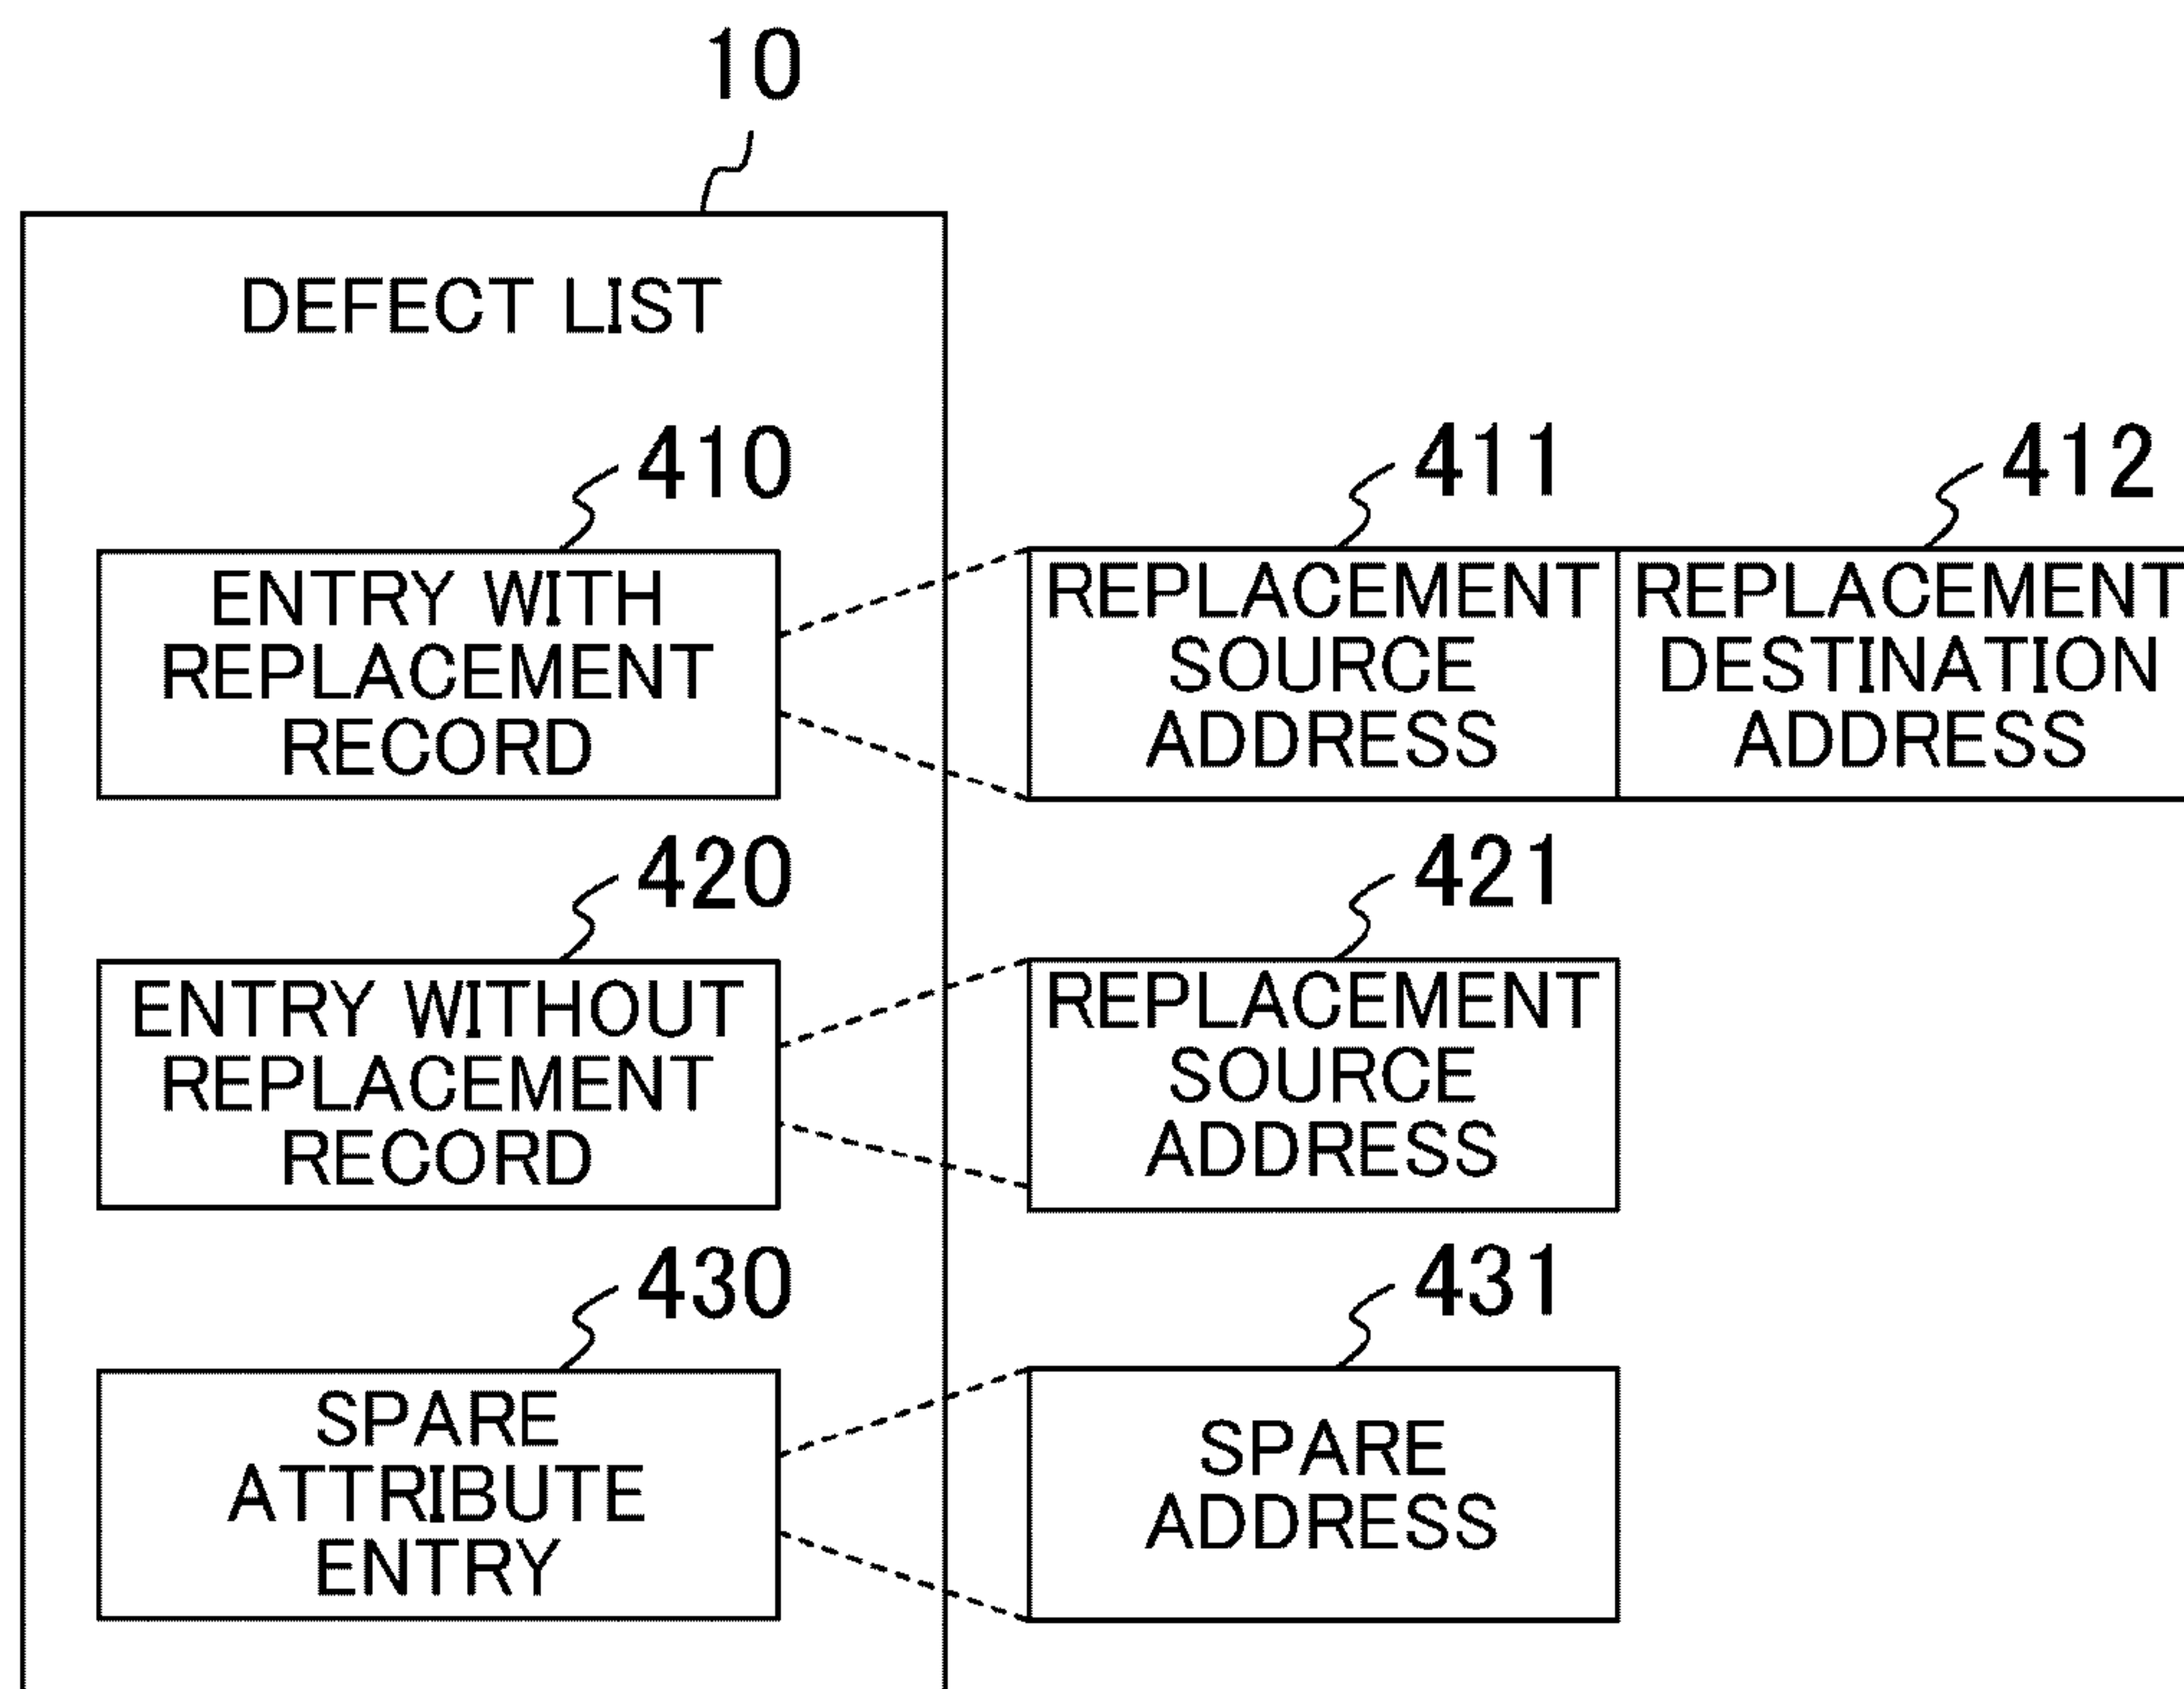 10
DEFECT LIST
410
ENTRY WITH
REPLACEMENT
RECORD
411
REPLACEMENT
SOURCE
ADDRESS
412
REPLACEMENT
DESTINATION
ADDRESS
420
ENTRY WITHOUT
REPLACEMENT
RECORD
421
REPLACEMENT
SOURCE
ADDRESS
430
SPARE
ATTRIBUTE
ENTRY
431
SPARE
ADDRESS